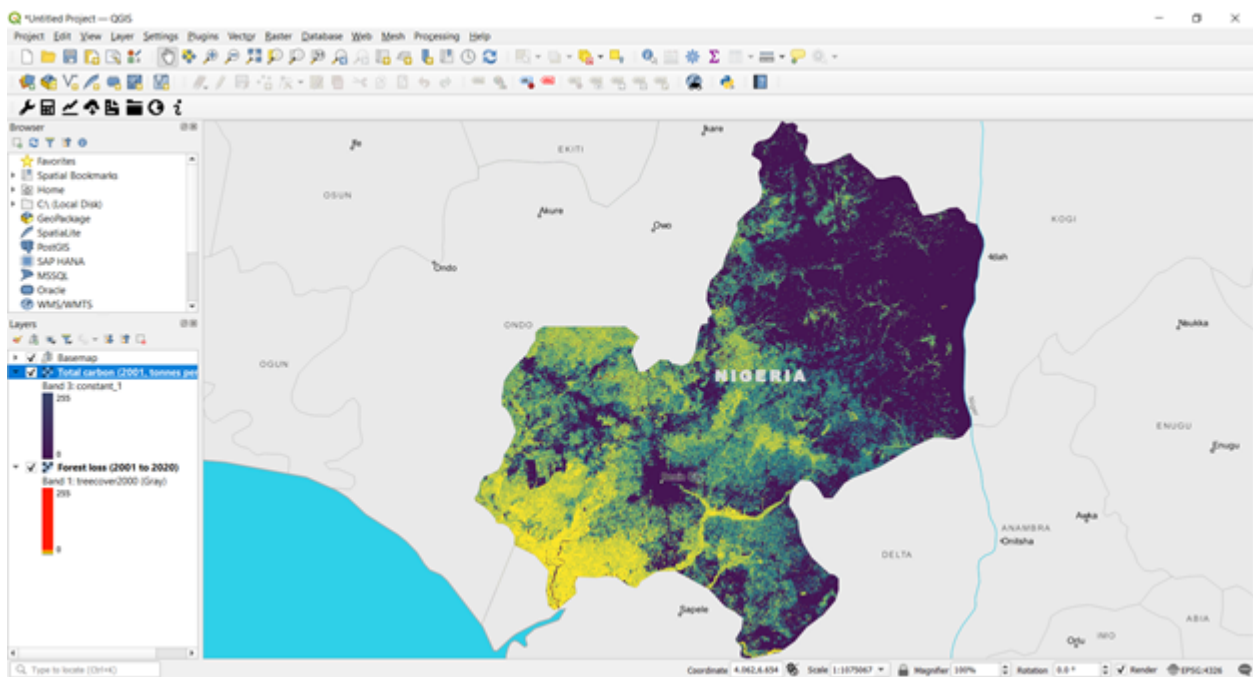 *Untitled Project — QGIS
Project Edit View Layer Settings Plugins Vector Raster Database Web Mesh Processing Help
Browser
Favorites
Spatial Bookmarks
Home
C:\ (Local Disk)
GeoPackage
SpatiaLite
PostGIS
SAP HANA
MSSQL
Oracle
WMS/WMTS
Layers
Basemap
Total carbon (2001, tonnes per
Band 3: constant_1
255
0
Forest loss (2001 to 2020)
Band 1: treecover2000 (Gray)
255
0
Ife
EKITI
Ikare
OSUN
Akure
Owo
KOGI
Ondo
Idah
ONDO
Nsukka
OGUN
NIGERIA
Niger
ENUGU
Enugu
ANAMBRA
Awka
Onitsha
DELTA
Sapele
ABIA
Orlu
IMO
Type to locate (Ctrl+K)
Coordinate 4.062,6.654 Scale 1:1075067 Magnifier 100% Rotation 0.0 ° Render EPSG:4326